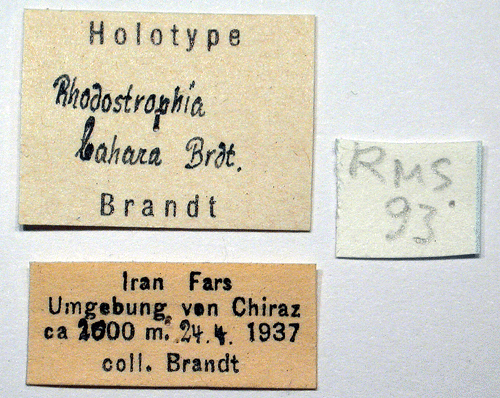 Holotype
Rhodostrophia
bahara Brdt.
Brandt
RMS
93
Iran Fars
Umgebung von Chiraz
ca 2000 m. 24.4. 1937
coll. Brandt